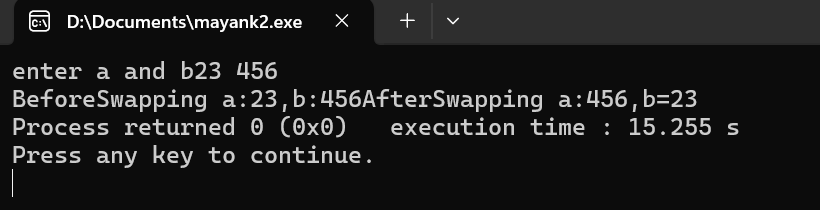 D:\Documents\mayank2.exe
enter a and b23 456
BeforeSwapping a:23,b:456AfterSwapping a:456,b=23
Process returned 0 (0x0)   execution time : 15.255 s
Press any key to continue.